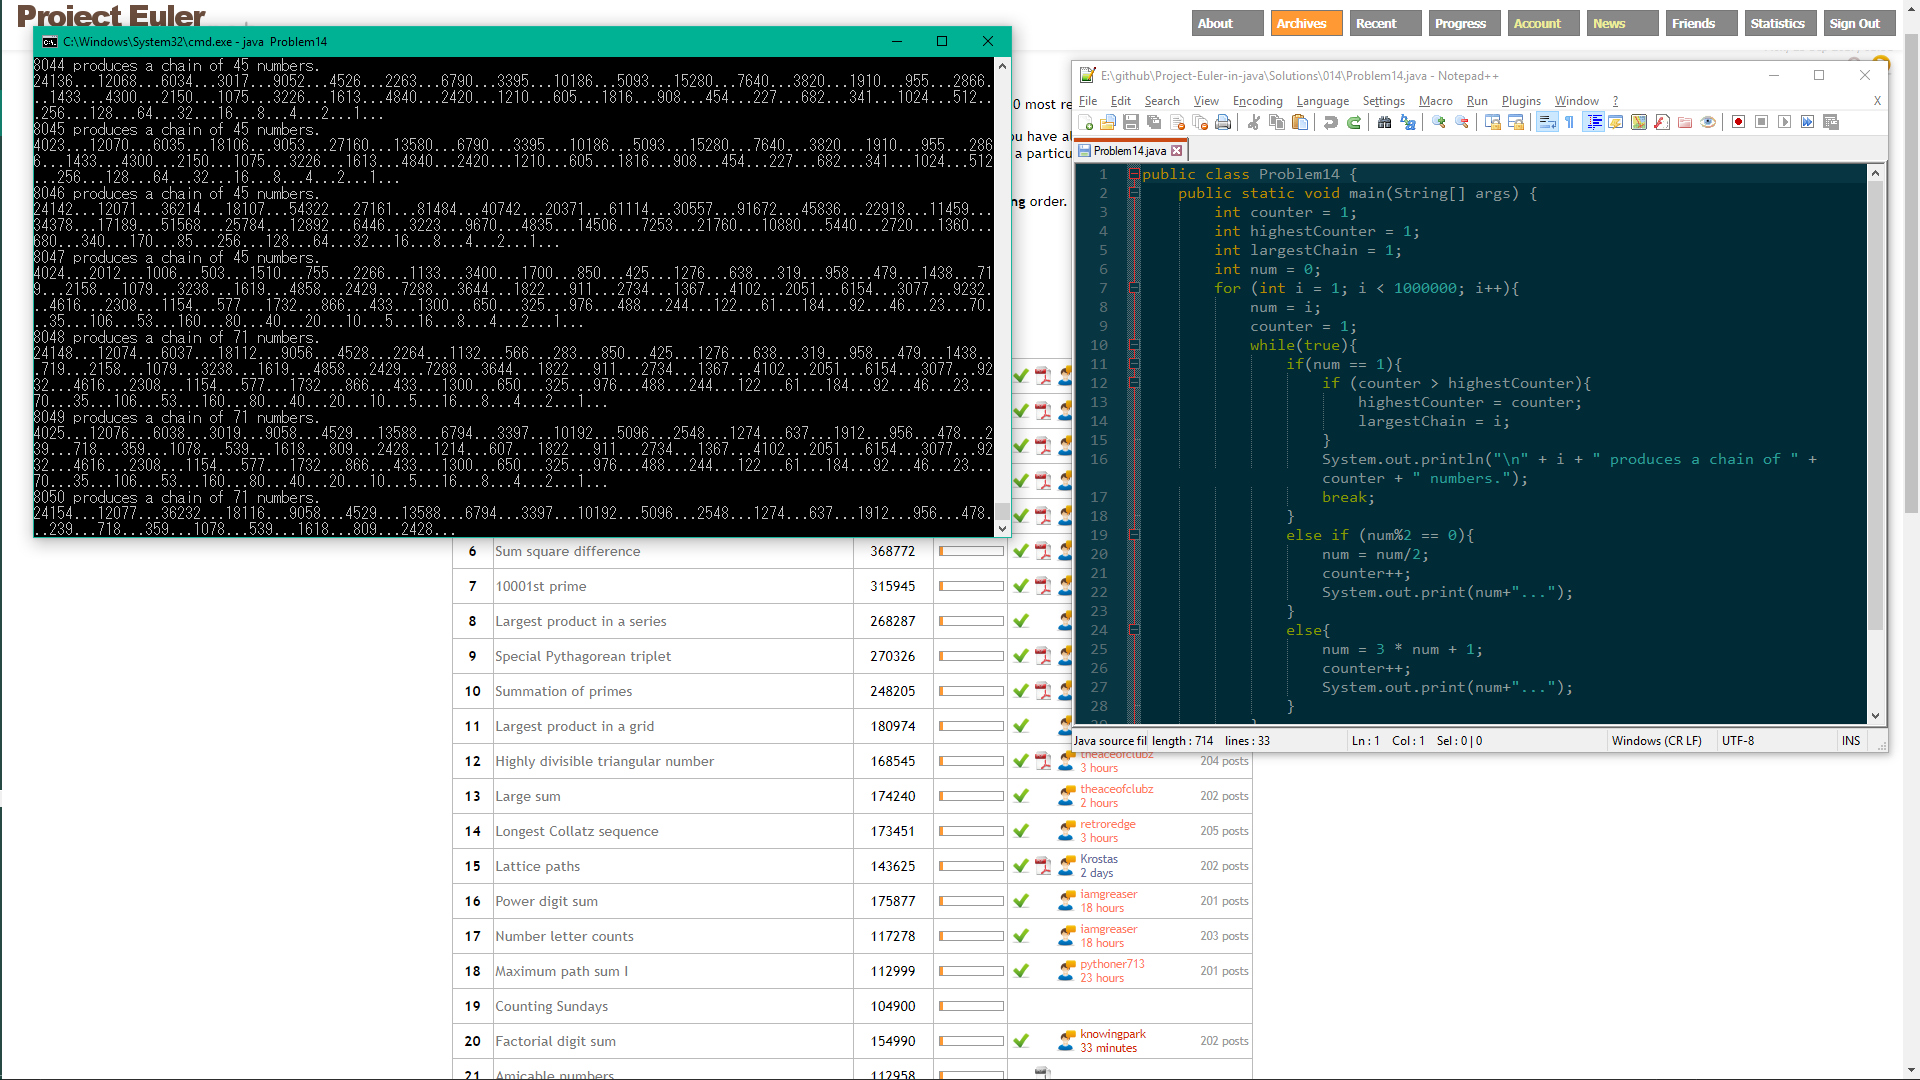 Project Euler
About
Archives
Recent
Progress
Account
News
Friends
Statistics
Sign Out
C:\Windows\System32\cmd.exe - java  Problem14
8044 produces a chain of 45 numbers.
24136...12068...6034...3017...9052...4526...2263...6790...3395...10186...5093...15280...7640...3820...1910...955...2866.
..1433...4300...2150...1075...3226...1613...4840...2420...1210...605...1816...908...454...227...682...341...1024...512..
.256...128...64...32...16...8...4...2...1...
8045 produces a chain of 45 numbers.
4023...12070...6035...18106...9053...27160...13580...6790...3395...10186...5093...15280...7640...3820...1910...955...286
6...1433...4300...2150...1075...3226...1613...4840...2420...1210...605...1816...908...454...227...682...341...1024...512
...256...128...64...32...16...8...4...2...1...
8046 produces a chain of 45 numbers.
24142...12071...36214...18107...54322...27161...81484...40742...20371...61114...30557...91672...45836...22918...11459...
34378...17189...51568...25784...12892...6446...3223...9670...4835...14506...7253...21760...10880...5440...2720...1360...
680...340...170...85...256...128...64...32...16...8...4...2...1...
8047 produces a chain of 45 numbers.
4024...2012...1006...503...1510...755...2266...1133...3400...1700...850...425...1276...638...319...958...479...1438...71
9...2158...1079...3238...1619...4858...2429...7288...3644...1822...911...2734...1367...4102...2051...6154...3077...9232.
..4616...2308...1154...577...1732...866...433...1300...650...325...976...488...244...122...61...184...92...46...23...70.
..35...106...53...160...80...40...20...10...5...16...8...4...2...1...
8048 produces a chain of 71 numbers.
24148...12074...6037...18112...9056...4528...2264...1132...566...283...850...425...1276...638...319...958...479...1438..
.719...2158...1079...3238...1619...4858...2429...7288...3644...1822...911...2734...1367...4102...2051...6154...3077...92
32...4616...2308...1154...577...1732...866...433...1300...650...325...976...488...244...122...61...184...92...46...23...
70...35...106...53...160...80...40...20...10...5...16...8...4...2...1...
8049 produces a chain of 71 numbers.
4025...12076...6038...3019...9058...4529...13588...6794...3397...10192...5096...2548...1274...637...1912...956...478...2
39...718...359...1078...539...1618...809...2428...1214...607...1822...911...2734...1367...4102...2051...6154...3077...92
32...4616...2308...1154...577...1732...866...433...1300...650...325...976...488...244...122...61...184...92...46...23...
70...35...106...53...160...80...40...20...10...5...16...8...4...2...1...
8050 produces a chain of 71 numbers.
24154...12077...36232...18116...9058...4529...13588...6794...3397...10192...5096...2548...1274...637...1912...956...478.
..239...718...359...1078...539...1618...809...2428...
0 most re
ou have al
a particu
ng order.
E:\github\Project-Euler-in-java\Solutions\014\Problem14.java - Notepad++
File Edit Search View Encoding Language Settings Macro Run Plugins Window ? X
Problem14.java
1 public class Problem14 {
2 public static void main(String[] args) {
3 int counter = 1;
4 int highestCounter = 1;
5 int largestChain = 1;
6 int num = 0;
7 for (int i = 1; i < 1000000; i++){
8 num = i;
9 counter = 1;
10 while(true){
11 if(num == 1){
12 if (counter > highestCounter){
13 highestCounter = counter;
14 largestChain = i;
15 }
16 System.out.println("\n" + i + " produces a chain of " +
counter + " numbers.");
17 break;
18 }
19 else if (num%2 == 0){
20 num = num/2;
21 counter++;
22 System.out.print(num+"...");
23 }
24 else{
25 num = 3 * num + 1;
26 counter++;
27 System.out.print(num+"...");
28 }
Java source fil length : 714 lines : 33 Ln : 1 Col : 1 Sel : 0 | 0 Windows (CR LF) UTF-8 INS
6 Sum square difference 368772
7 10001st prime 315945
8 Largest product in a series 268287
9 Special Pythagorean triplet 270326
10 Summation of primes 248205
11 Largest product in a grid 180974
12 Highly divisible triangular number 168545 theaceofclubz 3 hours 204 posts
13 Large sum 174240 theaceofclubz 2 hours 202 posts
14 Longest Collatz sequence 173451 retroredge 3 hours 205 posts
15 Lattice paths 143625 Krostas 2 days 202 posts
16 Power digit sum 175877 iamgreaser 18 hours 201 posts
17 Number letter counts 117278 iamgreaser 18 hours 203 posts
18 Maximum path sum I 112999 pythoner713 23 hours 201 posts
19 Counting Sundays 104900
20 Factorial digit sum 154990 knowingpark 33 minutes 202 posts
21 Amicable numbers 112958